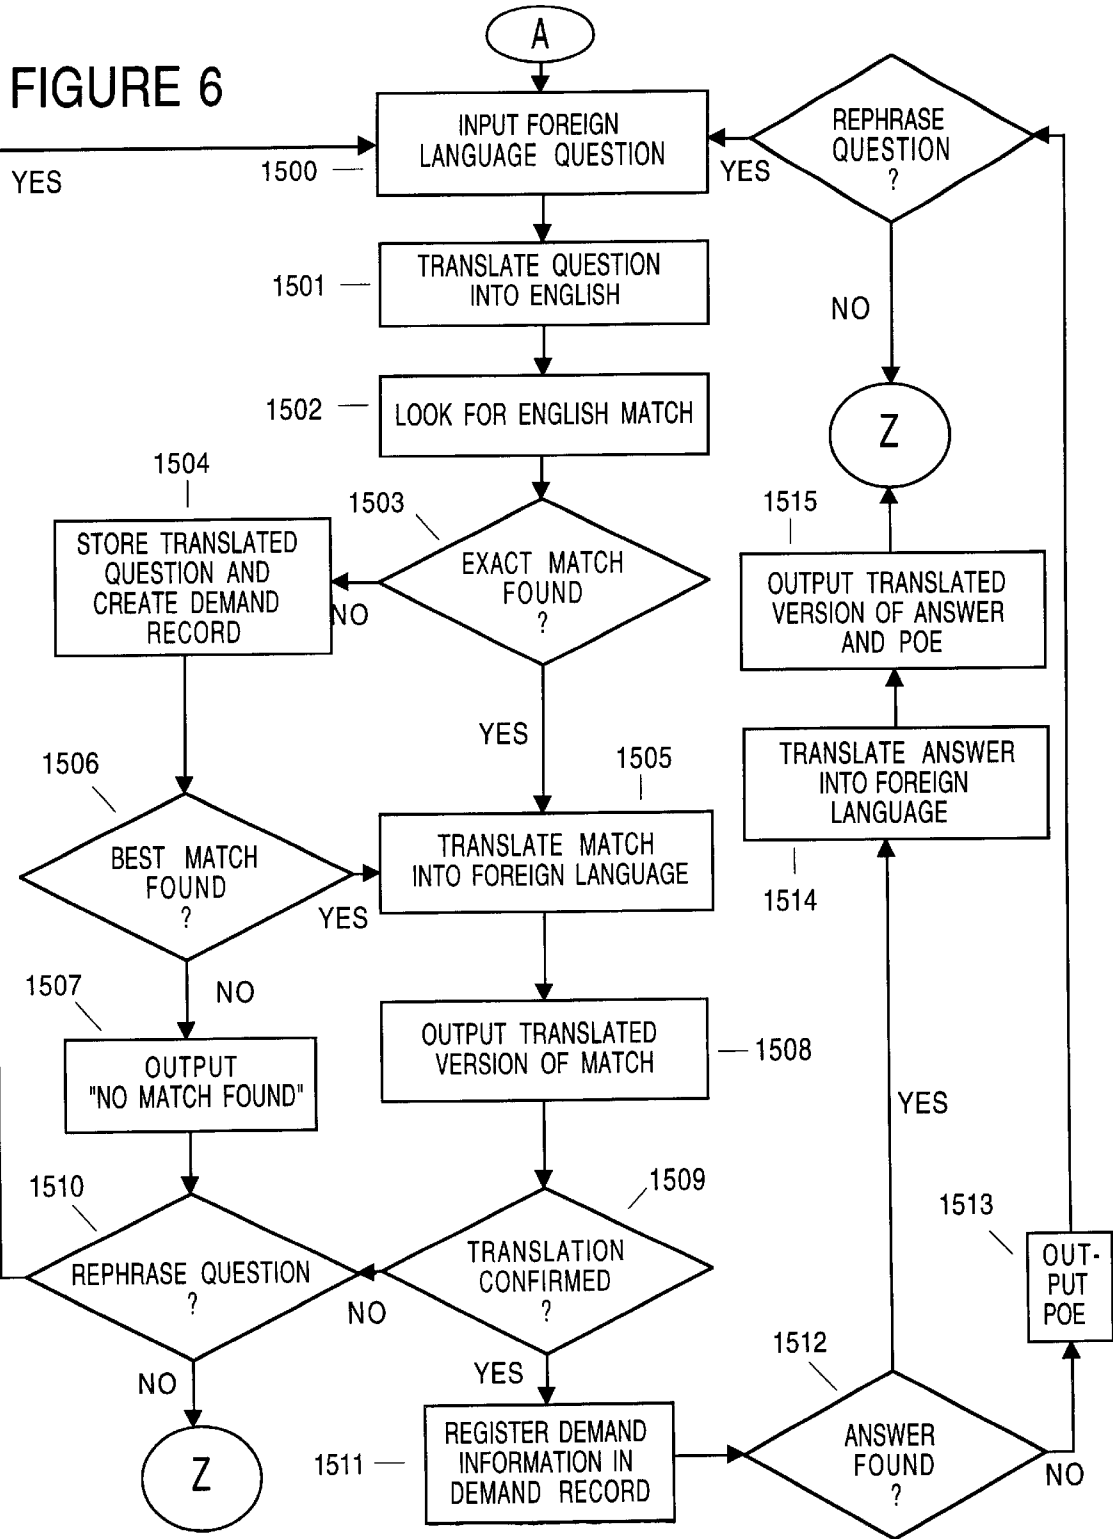 A
FIGURE 6
INPUT FOREIGN
LANGUAGE QUESTION
1500
YES
REPHRASE
QUESTION
?
YES
NO
TRANSLATE QUESTION
INTO ENGLISH
1501
LOOK FOR ENGLISH MATCH
1502
Z
1504
STORE TRANSLATED
QUESTION AND
CREATE DEMAND
RECORD
1503
EXACT MATCH
FOUND
?
NO
YES
1515
OUTPUT TRANSLATED
VERSION OF ANSWER
AND POE
TRANSLATE ANSWER
INTO FOREIGN
LANGUAGE
1514
1506
BEST MATCH
FOUND
?
YES
NO
1505
TRANSLATE MATCH
INTO FOREIGN LANGUAGE
1507
OUTPUT
"NO MATCH FOUND"
OUTPUT TRANSLATED
VERSION OF MATCH
1508
YES
1510
REPHRASE QUESTION
?
NO
1509
TRANSLATION
CONFIRMED
?
NO
YES
1513
OUT-
PUT
POE
Z
1511
REGISTER DEMAND
INFORMATION IN
DEMAND RECORD
1512
ANSWER
FOUND
?
NO